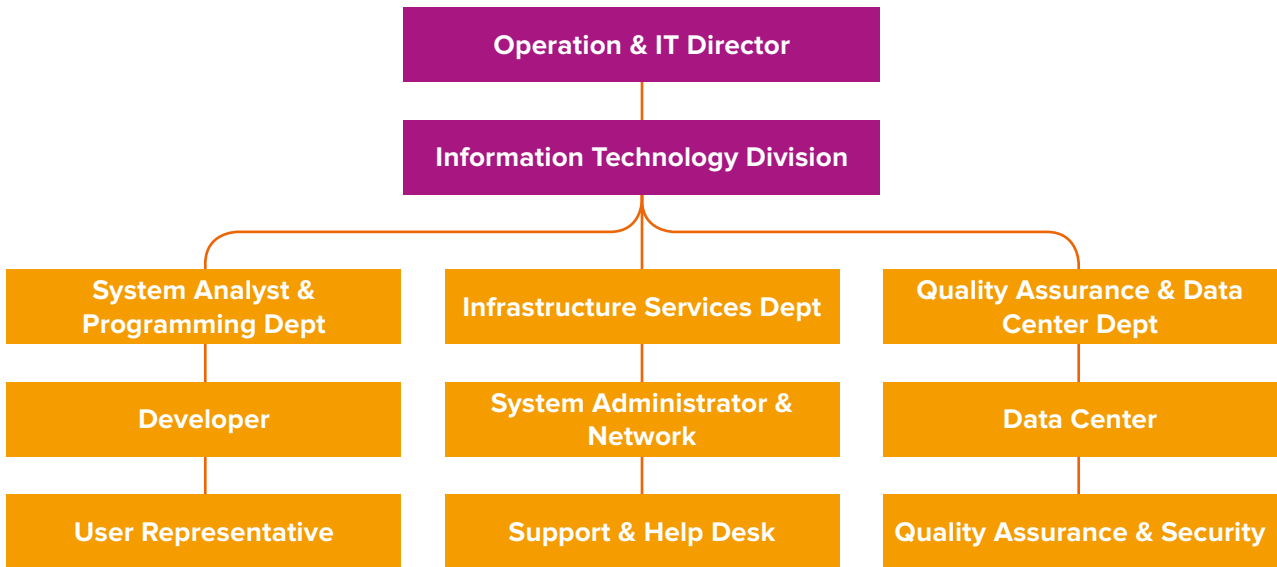 Operation & IT Director
Information Technology Division
System Analyst &
Programming Dept
Infrastructure Services Dept
Quality Assurance & Data
Center Dept
Developer
System Administrator &
Network
Data Center
User Representative
Support & Help Desk
Quality Assurance & Security